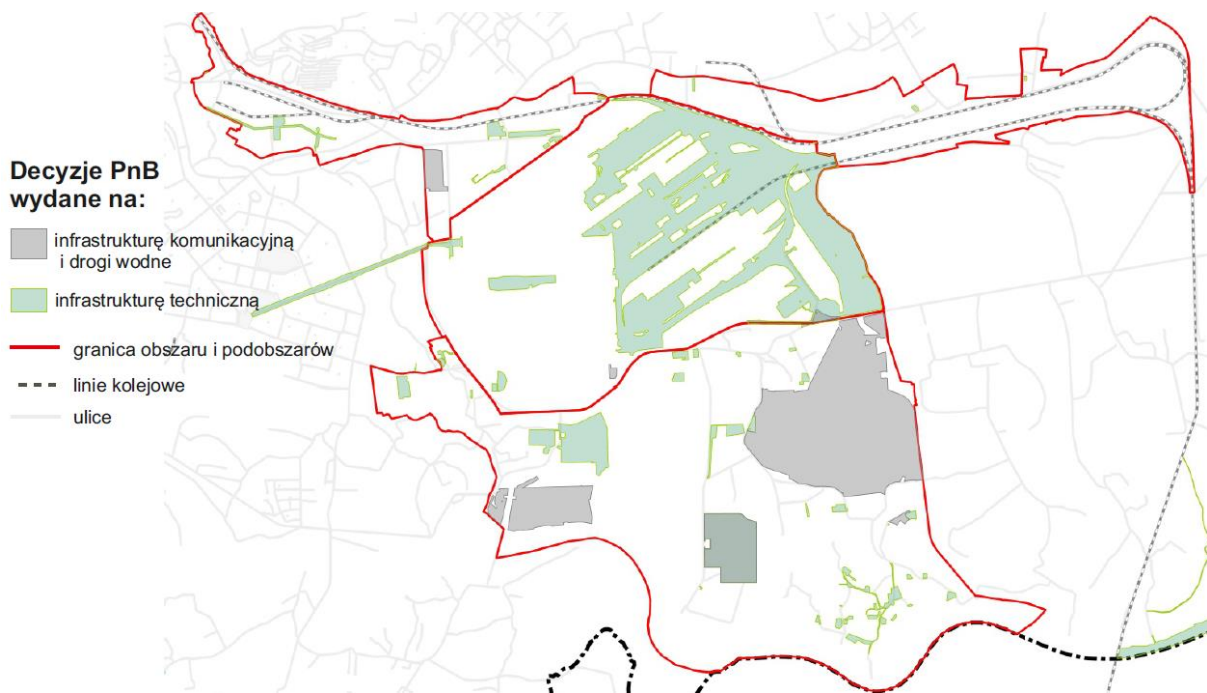 Decyzje PnB
wydane na:
infrastrukturę komunikacyjną
i drogi wodne
infrastrukturę techniczną
granica obszaru i podobszarów
linie kolejowe
ulice